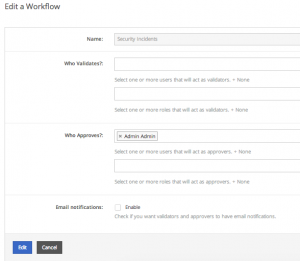 Edit a Workflow
Name: Security Incidents
Who Validates?:
Select one or more users that will act as validators. + None
Select one or more roles that will act as validators. + None
Who Approves?: × Admin Admin
Select one or more users that will act as approvers. + None
Select one or more roles that will act as approvers. + None
Email notifications: Enable
Check if you want validators and approvers to have email notifications.
Edit Cancel